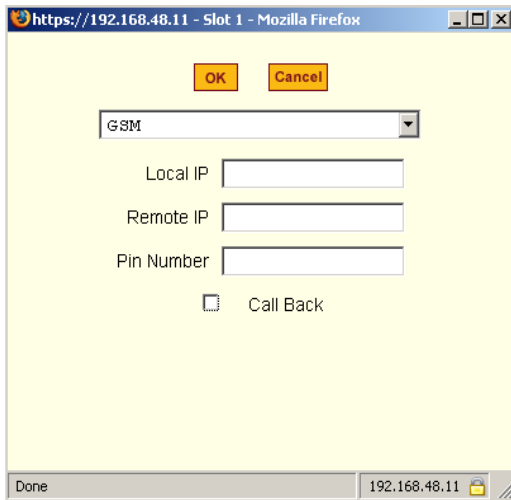 https://192.168.48.11 - Slot 1 - Mozilla Firefox
OK Cancel
GSM
Local IP
Remote IP
Pin Number
Call Back
Done 192.168.48.11